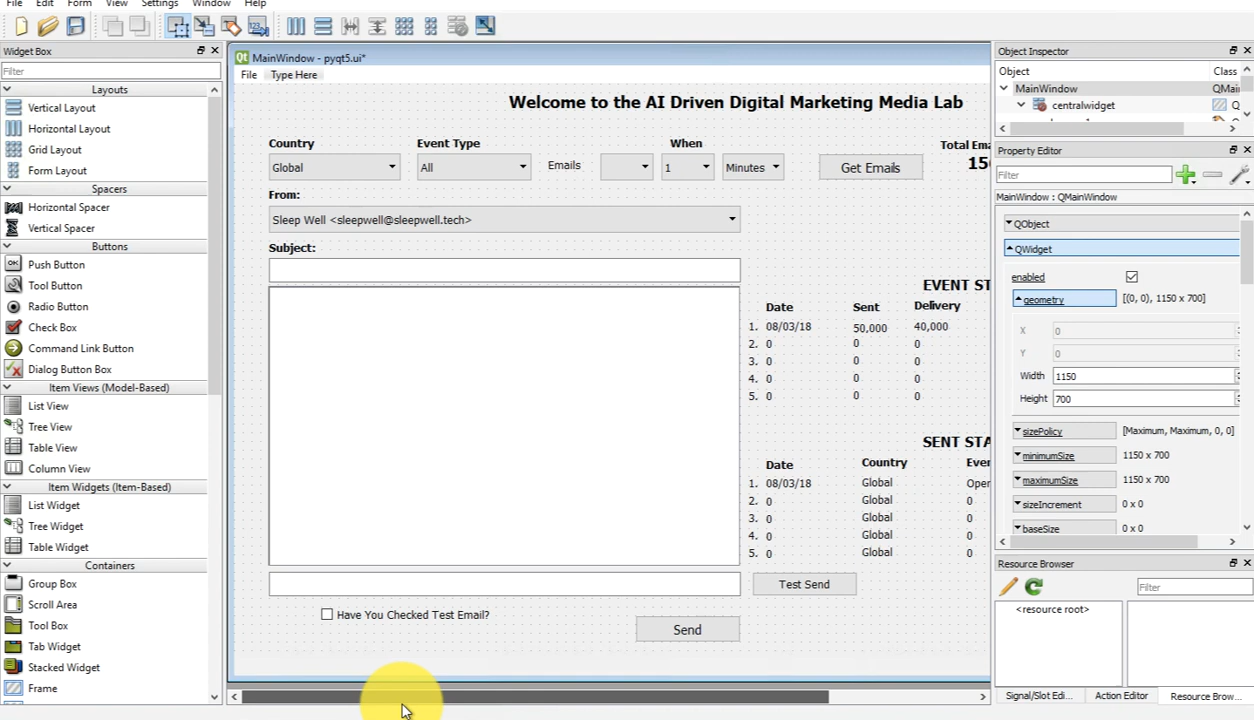 File Edit Form View Settings Window Help
Widget Box
Filter
Layouts
Vertical Layout
Horizontal Layout
Grid Layout
Form Layout
Spacers
Horizontal Spacer
Vertical Spacer
Buttons
Push Button
Tool Button
Radio Button
Check Box
Command Link Button
Dialog Button Box
Item Views (Model-Based)
List View
Tree View
Table View
Column View
Item Widgets (Item-Based)
List Widget
Tree Widget
Table Widget
Containers
Group Box
Scroll Area
Tool Box
Tab Widget
Stacked Widget
Frame
Qt MainWindow - pyqt5.ui*
File Type Here
Welcome to the AI Driven Digital Marketing Media Lab
Country Event Type When Total Ema
Global All Emails 1 Minutes Get Emails 15
From:
Sleep Well <sleepwell@sleepwell.tech>
Subject:
EVENT STA
Date Sent Delivery
1. 08/03/18 50,000 40,000
2. 0 0 0
3. 0 0 0
4. 0 0 0
5. 0 0 0
SENT STA
Date Country Even
1. 08/03/18 Global Open
2. 0 Global 0
3. 0 Global 0
4. 0 Global 0
5. 0 Global 0
Test Send
Have You Checked Test Email?
Send
Object Inspector
Object Class
MainWindow QMai
centralwidget Q
Property Editor
Filter
MainWindow : QMainWindow
QObject
QWidget
enabled
geometry [(0, 0), 1150 x 700]
X 0
Y 0
Width 1150
Height 700
sizePolicy [Maximum, Maximum, 0, 0]
minimumSize 1150 x 700
maximumSize 1150 x 700
sizeIncrement 0 x 0
baseSize 0 x 0
Resource Browser
Filter
<resource root>
Signal/Slot Edi... Action Editor Resource Brow...